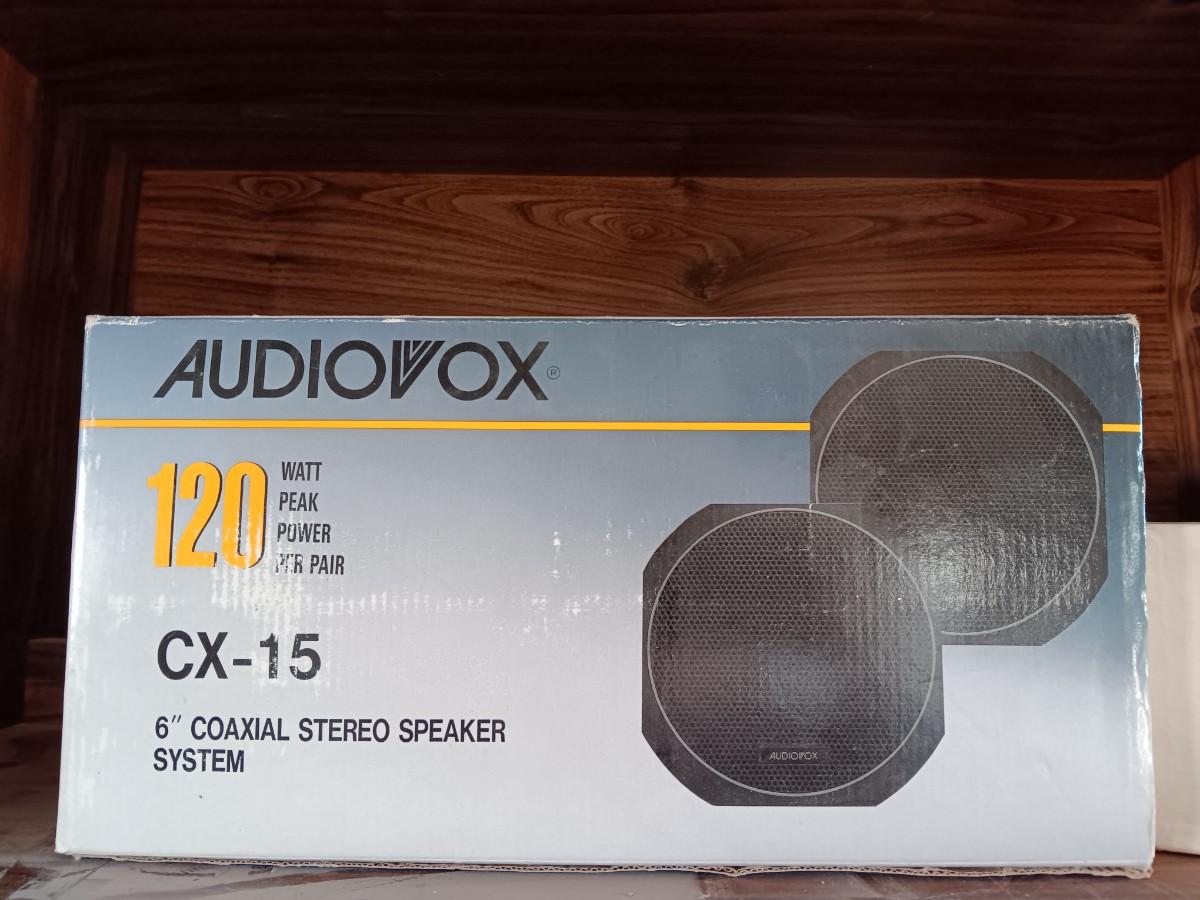 AUDIOVOX®
120 WATT
PEAK
POWER
PER PAIR
CX-15
6" COAXIAL STEREO SPEAKER
SYSTEM
AUDIOVOX